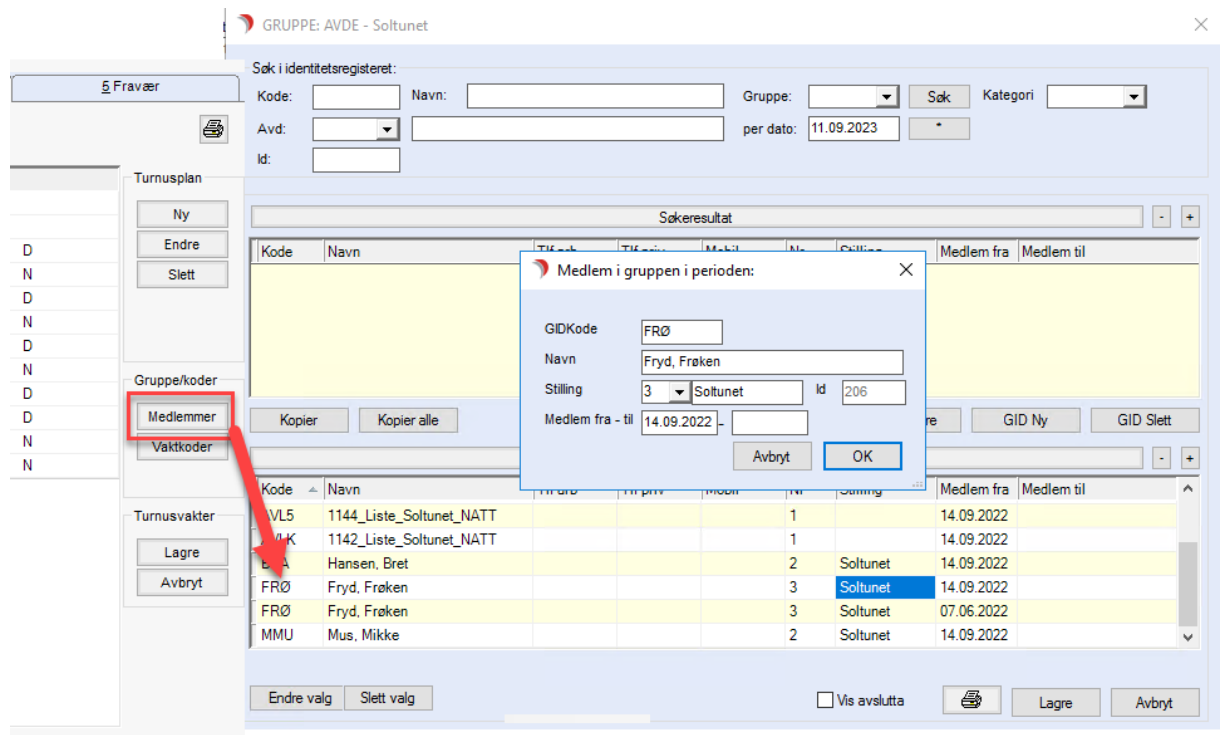 GRUPPE: AVDE - Soltunet
5 Fravær
Søk i identitetsregisteret:
Kode:
Navn:
Gruppe:
Søk
Kategori
Avd:
per dato:
11.09.2023
*
Id:
Turnusplan
Ny
Endre
Slett
D
N
D
N
D
N
D
D
N
N
Gruppe/koder
Medlemmer
Vaktkoder
Turnusvakter
Lagre
Avbryt
Søkeresultat
-
+
Kode
Navn
Medlem fra
Medlem til
Medlem i gruppen i perioden:
GIDKode
FRØ
Navn
Fryd, Frøken
Stilling
3
Soltunet
Id
206
Medlem fra - til
14.09.2022
-
Avbryt
OK
Kopier
Kopier alle
GID Ny
GID Slett
-
+
Kode
Navn
Medlem fra
Medlem til
1144_Liste_Soltunet_NATT 1 14.09.2022
1142_Liste_Soltunet_NATT 1 14.09.2022
Hansen, Bret 2 Soltunet 14.09.2022
FRØ Fryd, Frøken 3 Soltunet 14.09.2022
FRØ Fryd, Frøken 3 Soltunet 07.06.2022
MMU Mus, Mikke 2 Soltunet 14.09.2022
Endre valg
Slett valg
Vis avslutta
Lagre
Avbryt